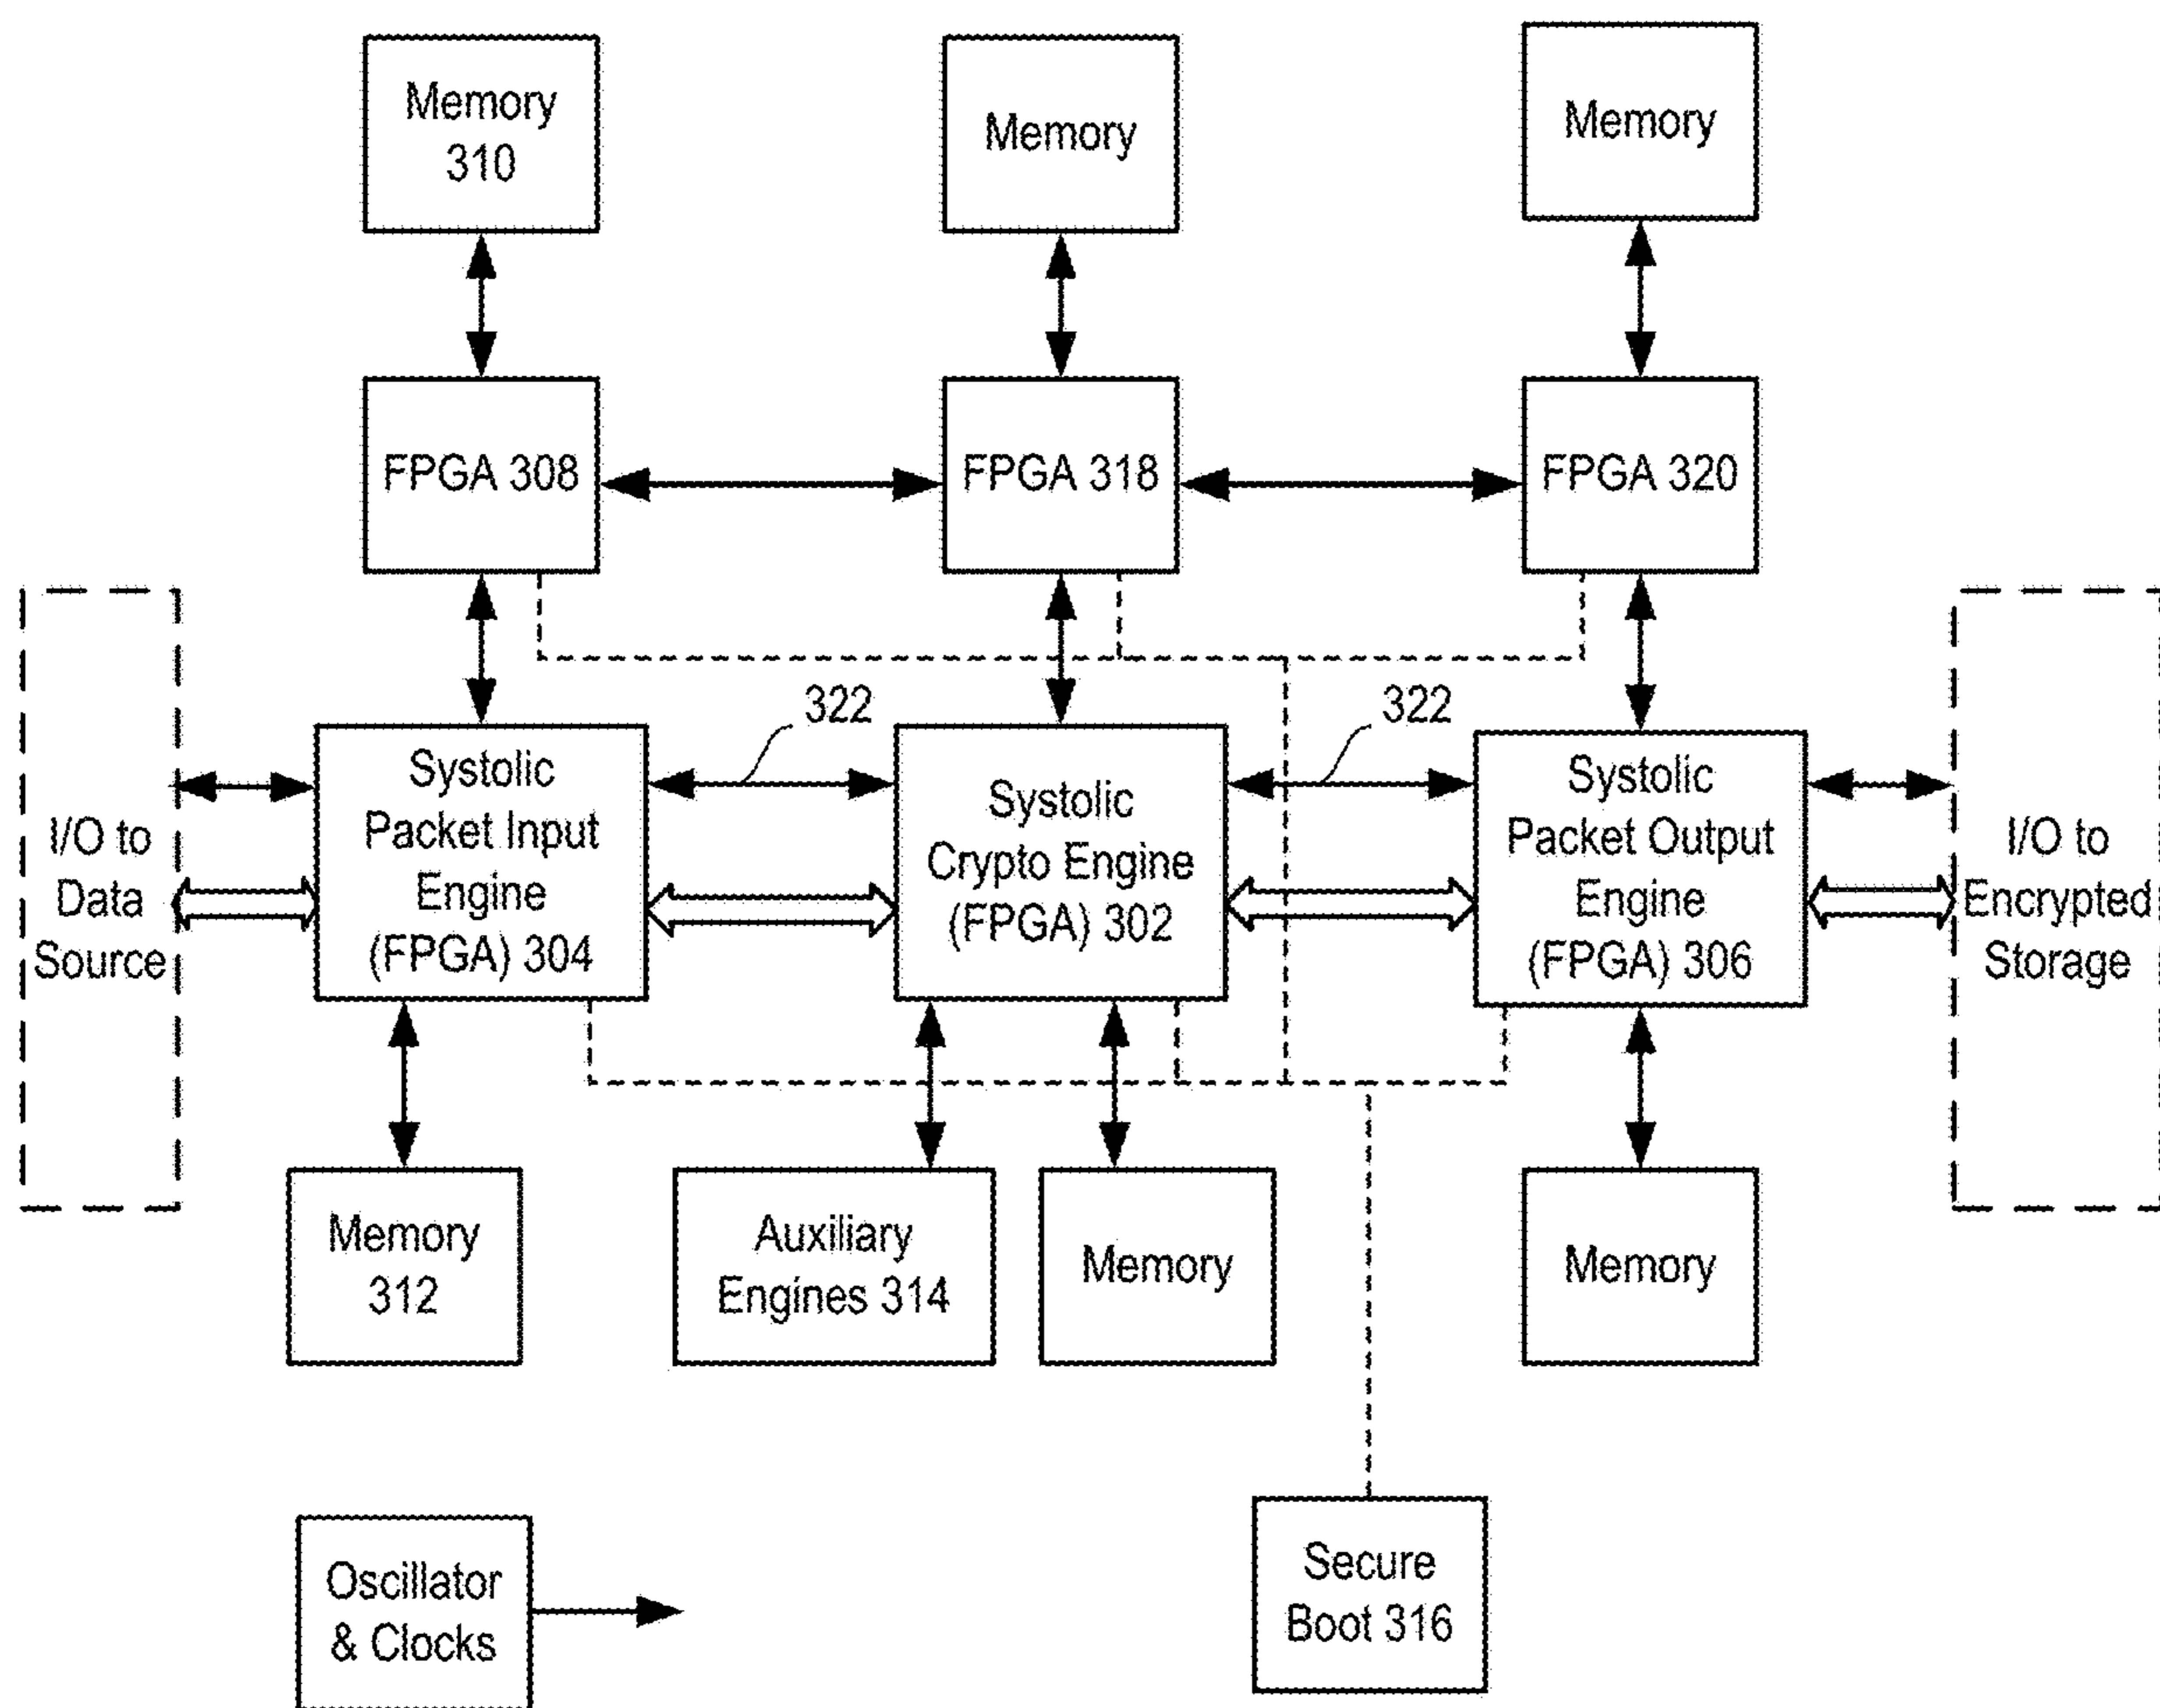 Memory
310
Memory
Memory
FPGA 308
FPGA 318
FPGA 320
322
322
I/O to
Data
Source
Systolic
Packet Input
Engine
(FPGA) 304
Systolic
Crypto Engine
(FPGA) 302
Systolic
Packet Output
Engine
(FPGA) 306
I/O to
Encrypted
Storage
Memory
312
Auxiliary
Engines 314
Memory
Memory
Oscillator
& Clocks
Secure
Boot 316